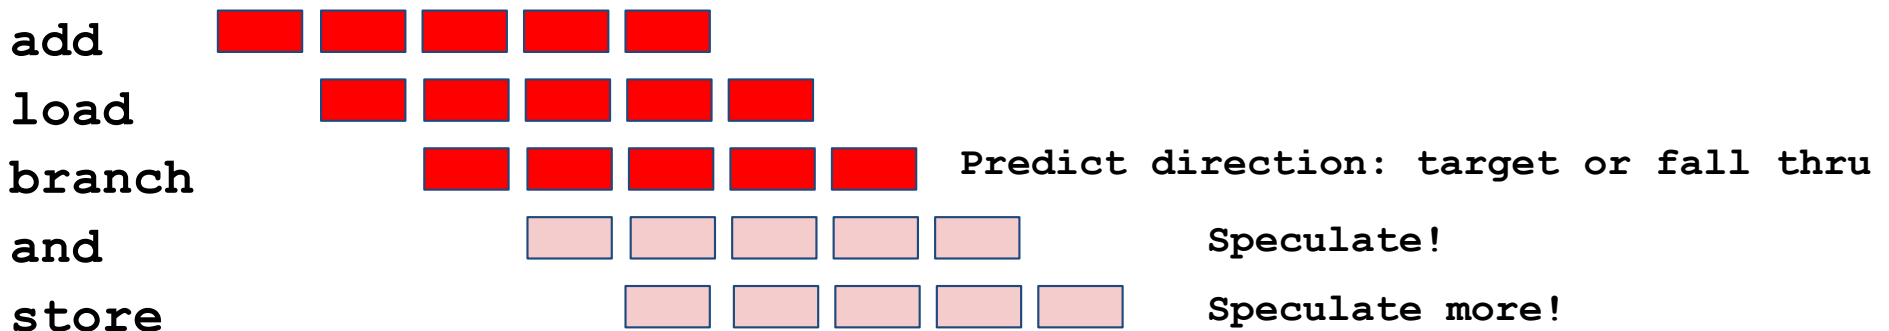 add
load
branch Predict direction: target or fall thru
and Speculate!
store Speculate more!